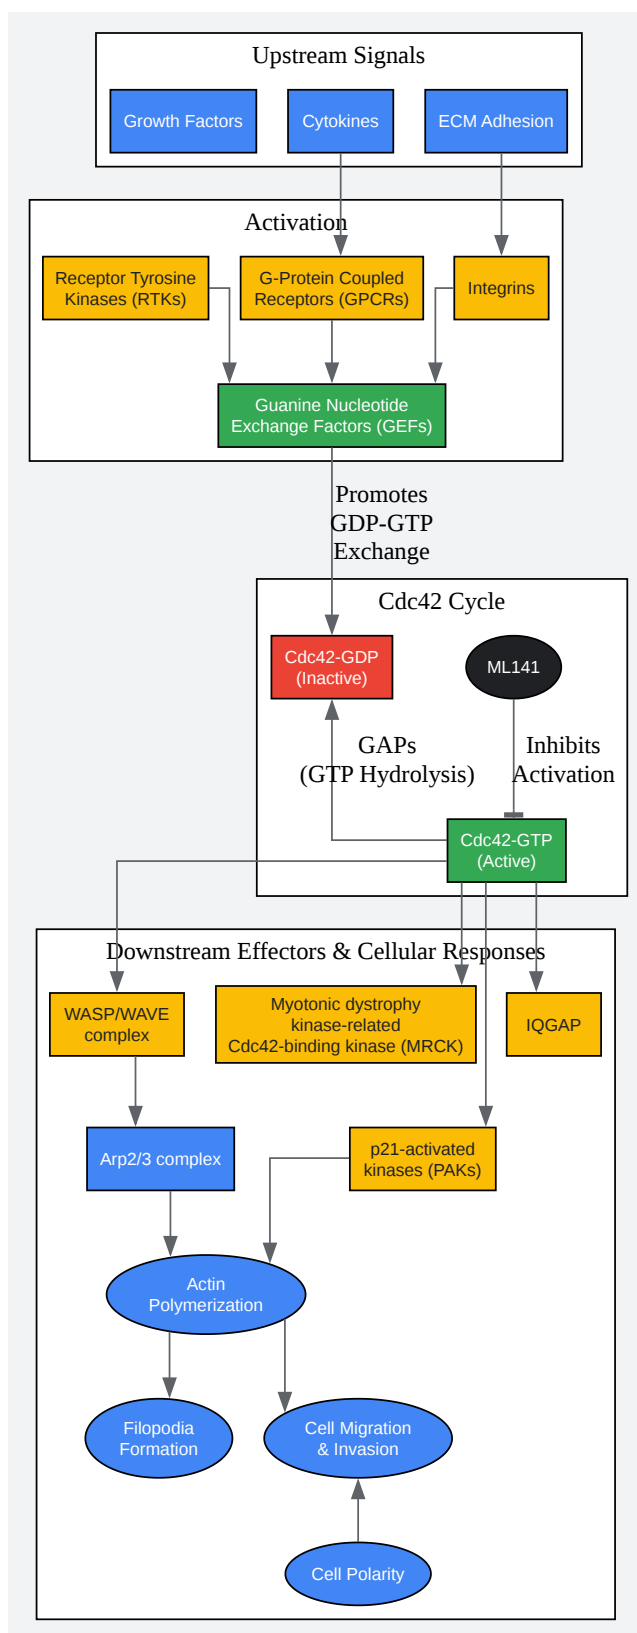 Upstream Signals
Growth Factors
Cytokines
ECM Adhesion
Activation
Receptor Tyrosine
Kinases (RTKs)
G-Protein Coupled
Receptors (GPCRs)
Integrins
Guanine Nucleotide
Exchange Factors (GEFs)
Promotes
GDP-GTP
Exchange
Cdc42 Cycle
Cdc42-GDP
(Inactive)
ML141
GAPs
(GTP Hydrolysis)
Inhibits
Activation
Cdc42-GTP
(Active)
Downstream Effectors & Cellular Responses
WASP/WAVE
complex
Myotonic dystrophy
kinase-related
Cdc42-binding kinase (MRCK)
IQGAP
Arp2/3 complex
p21-activated
kinases (PAKs)
Actin
Polymerization
Filopodia
Formation
Cell Migration
& Invasion
Cell Polarity